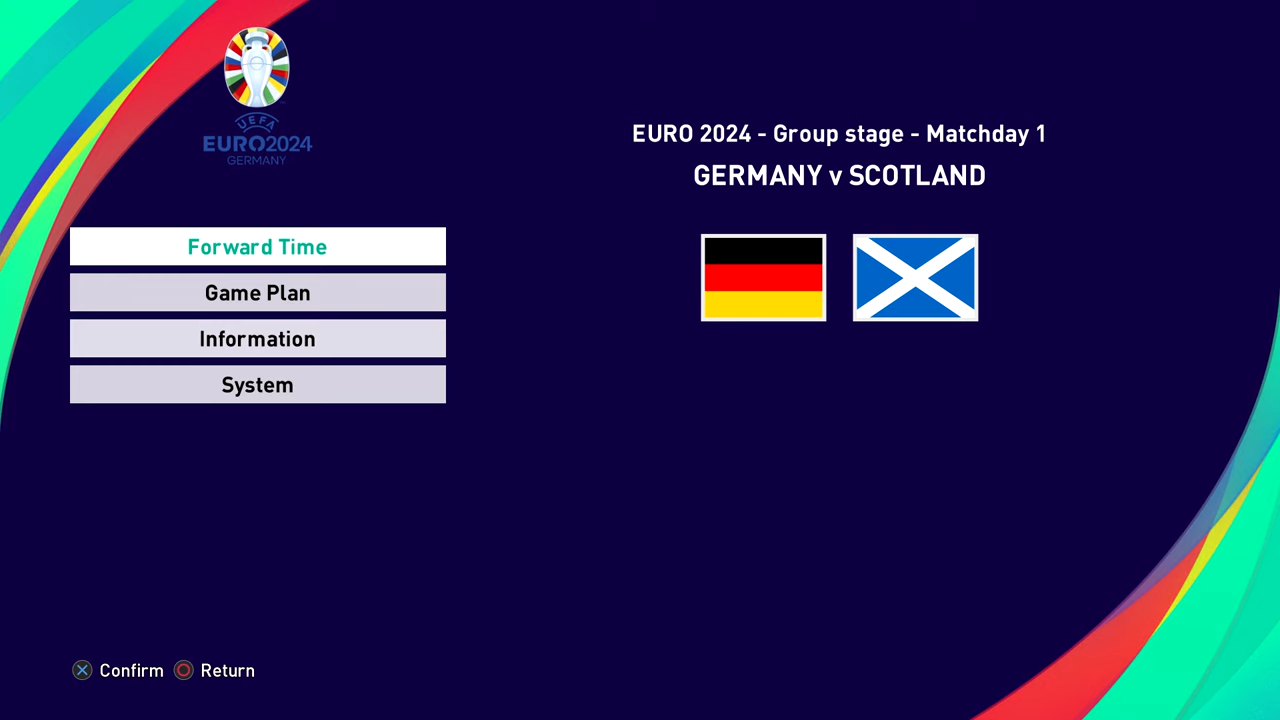 UEFA
EURO2024
GERMANY
EURO 2024 - Group stage - Matchday 1
GERMANY v SCOTLAND
Forward Time
Game Plan
Information
System
Confirm
Return